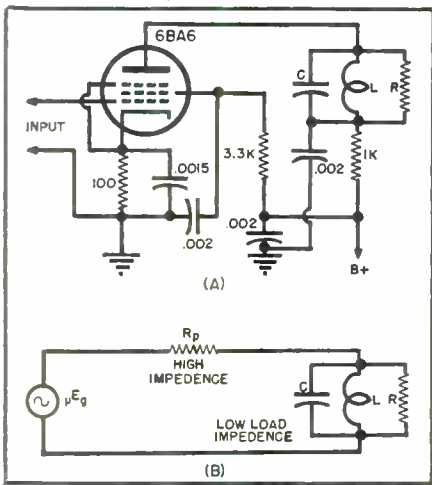 6BA6
C
L
R
INPUT
100
.0015
.002
3.3K
.002
1K
.002
B+
(A)
Rp
HIGH
IMPEDENCE
μEg
C
L
R
LOW LOAD
IMPEDENCE
(B)